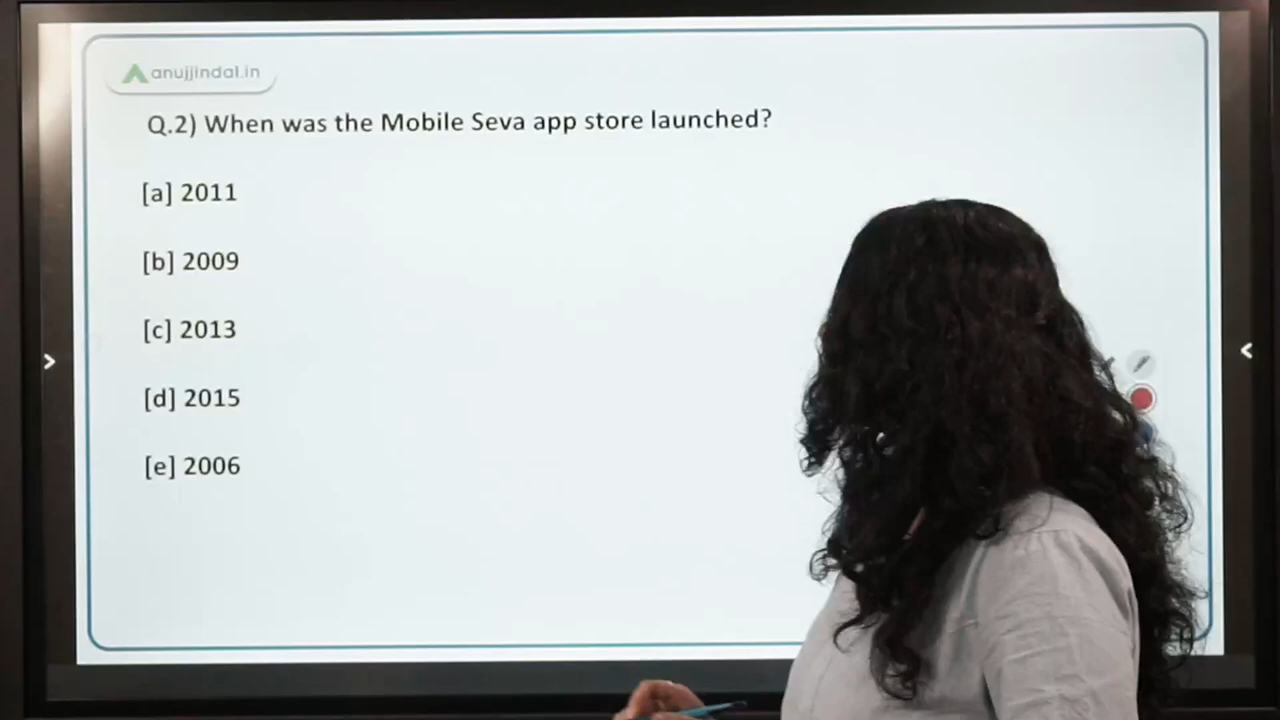 anujjindal.in
Q.2) When was the Mobile Seva app store launched?
[a] 2011
[b] 2009
[c] 2013
[d] 2015
[e] 2006